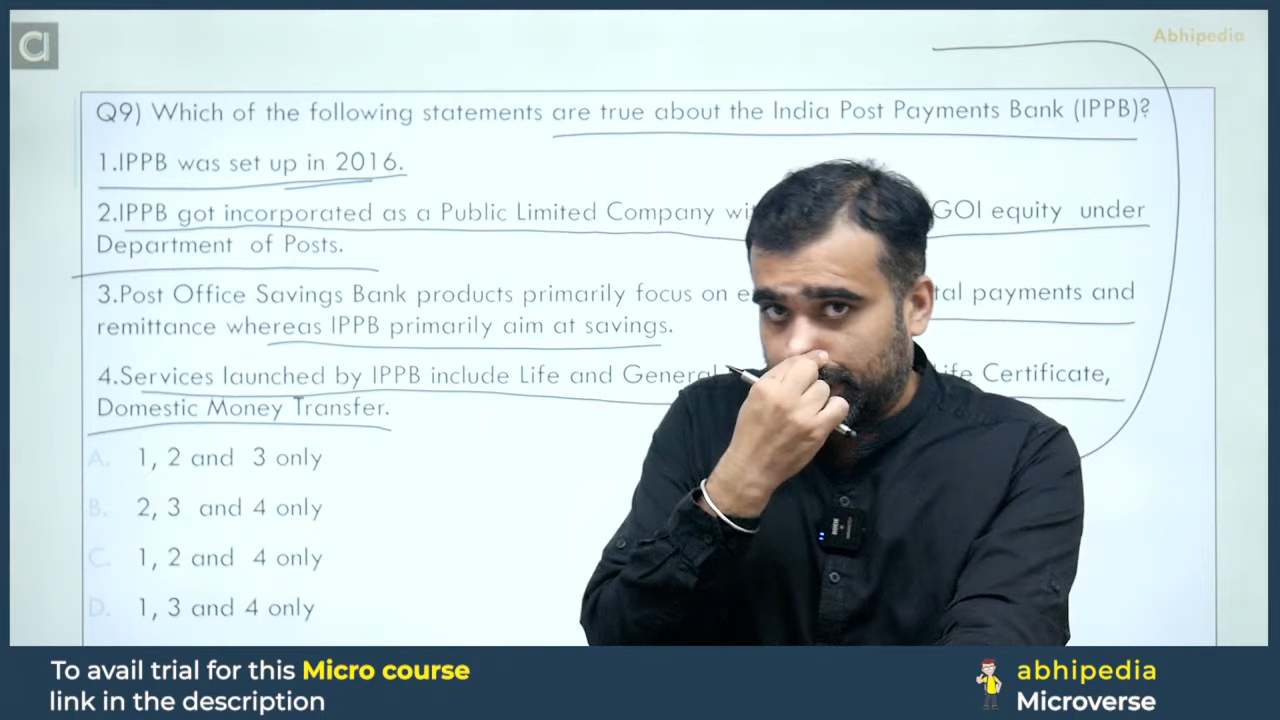 Abhipedia
Q9) Which of the following statements are true about the India Post Payments Bank (IPPB)?
1.IPPB was set up in 2016.
2.IPPB got incorporated as a Public Limited Company GOI equity under
Department of Posts.
3.Post Office Savings Bank products primarily focus on payments and
remittance whereas IPPB primarily aim at savings.
4.Services launched by IPPB include Life and General Certificate,
Domestic Money Transfer.
A. 1, 2 and 3 only
B. 2, 3 and 4 only
C. 1, 2 and 4 only
D. 1, 3 and 4 only
To avail trial for this Micro course
link in the description
abhipedia
Microverse